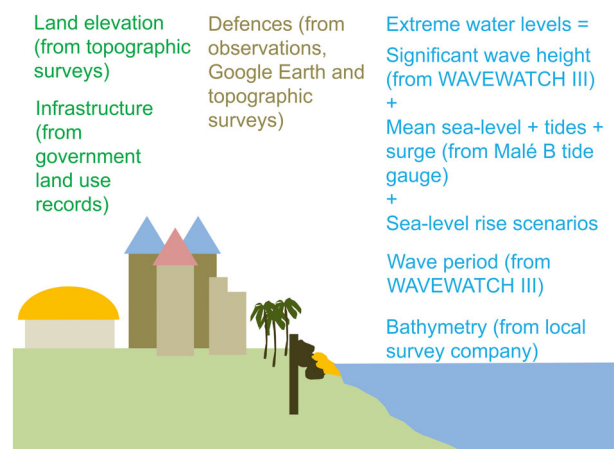 Land elevation
(from topographic
surveys)
Infrastructure
(from
government
land use
records)
Defences (from
observations,
Google Earth and
topographic
surveys)
Extreme water levels =
Significant wave height
(from WAVEWATCH III)
+
Mean sea-level + tides +
surge (from Malé B tide
gauge)
+
Sea-level rise scenarios
Wave period (from
WAVEWATCH III)
Bathymetry (from local
survey company)